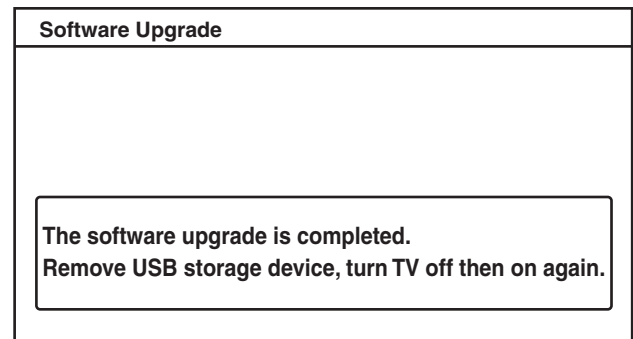 Software Upgrade
The software upgrade is completed.
Remove USB storage device, turn TV off then on again.